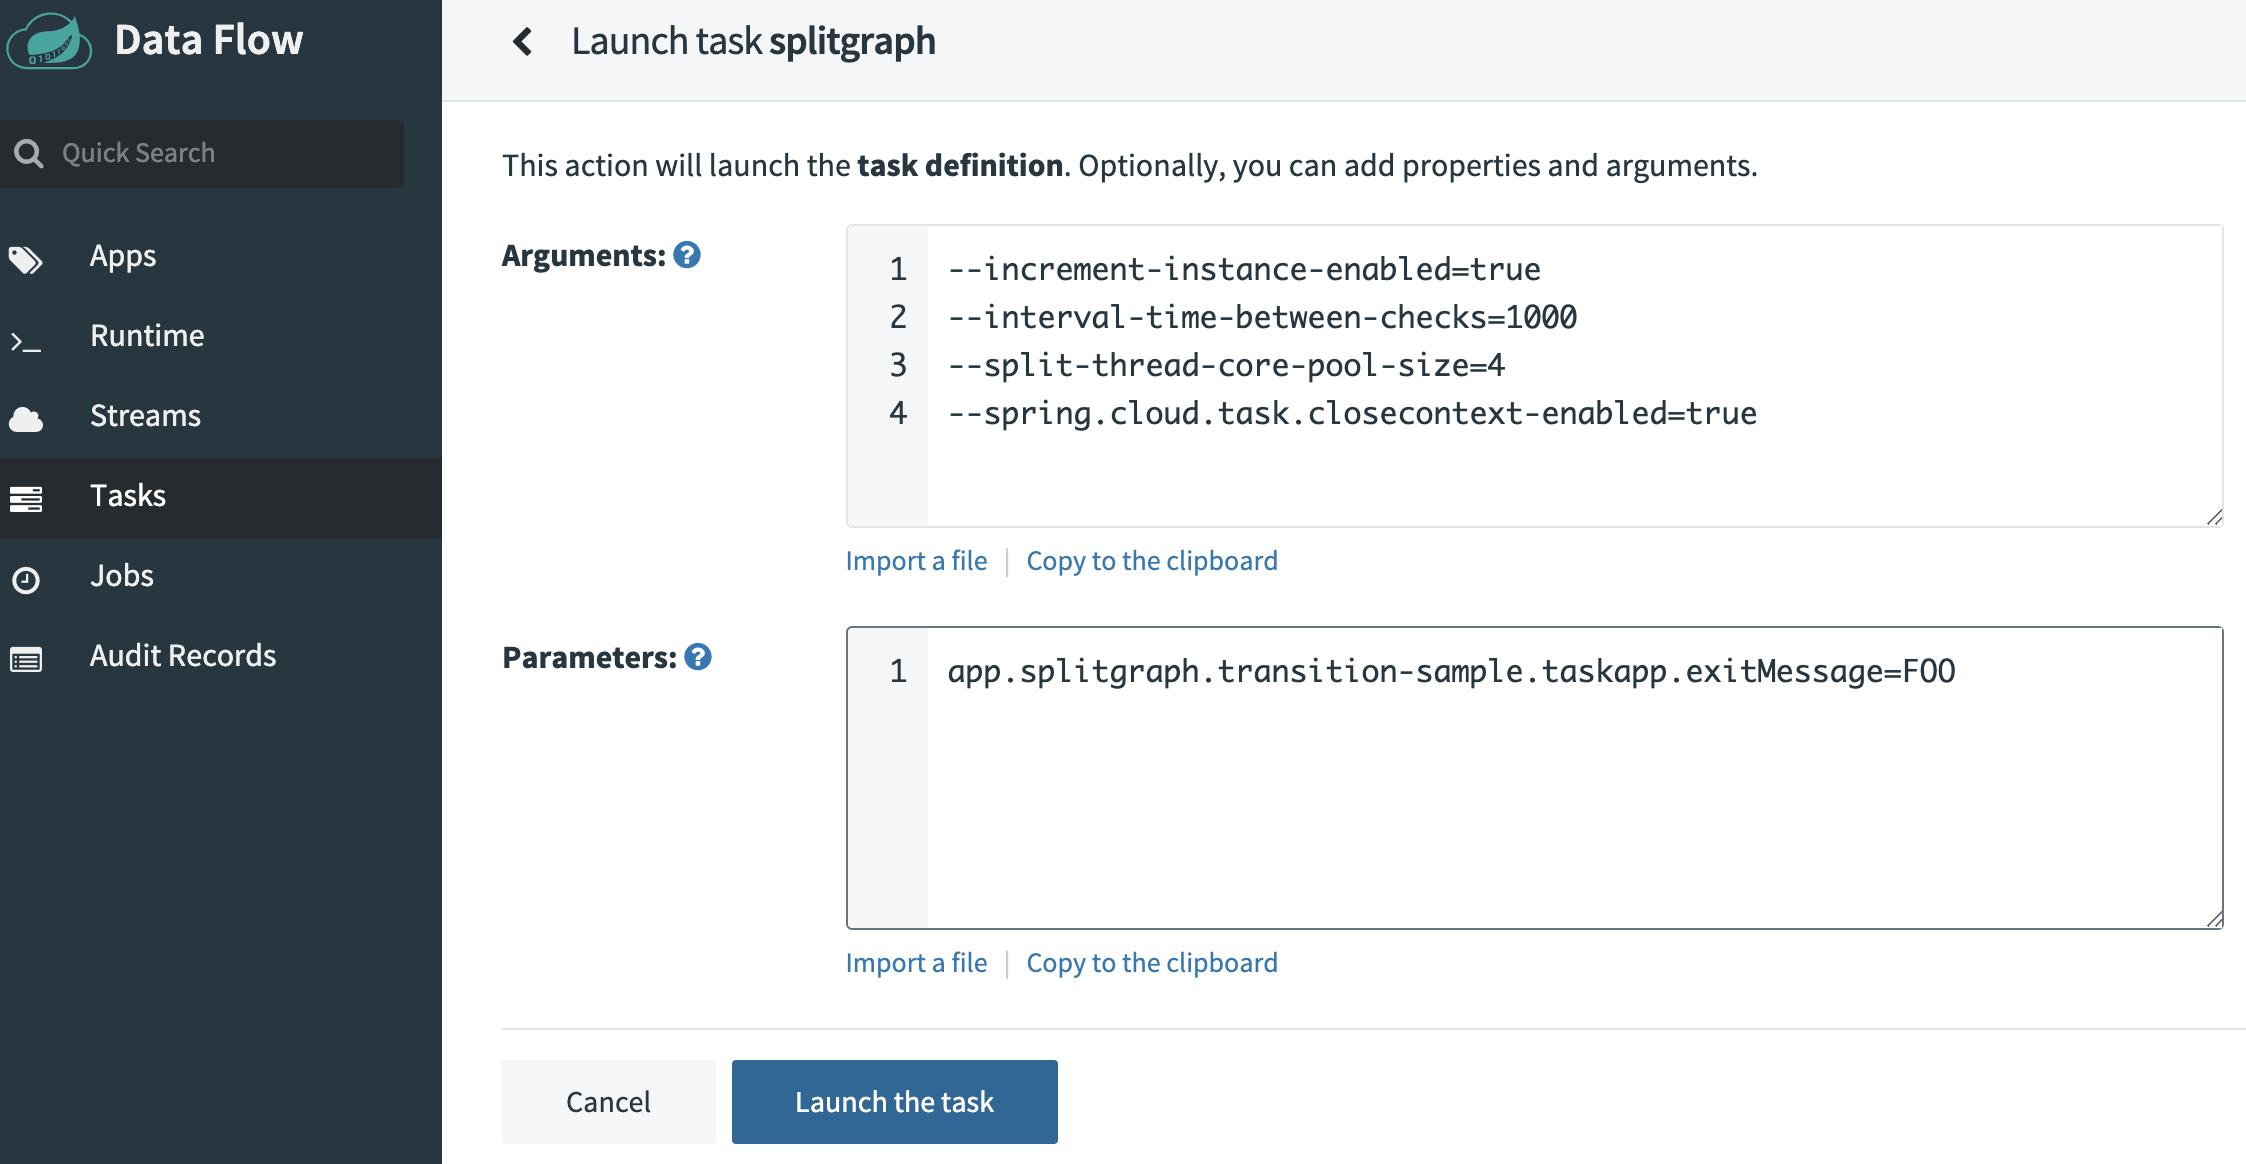 Data Flow
Quick Search
Apps
Runtime
Streams
Tasks
Jobs
Audit Records
Launch task splitgraph
This action will launch the task definition. Optionally, you can add properties and arguments.
Arguments: ?
1 --increment-instance-enabled=true
2 --interval-time-between-checks=1000
3 --split-thread-core-pool-size=4
4 --spring.cloud.task.closecontext-enabled=true
Import a file | Copy to the clipboard
Parameters: ?
1 app.splitgraph.transition-sample.taskapp.exitMessage=FOO
Import a file | Copy to the clipboard
Cancel
Launch the task